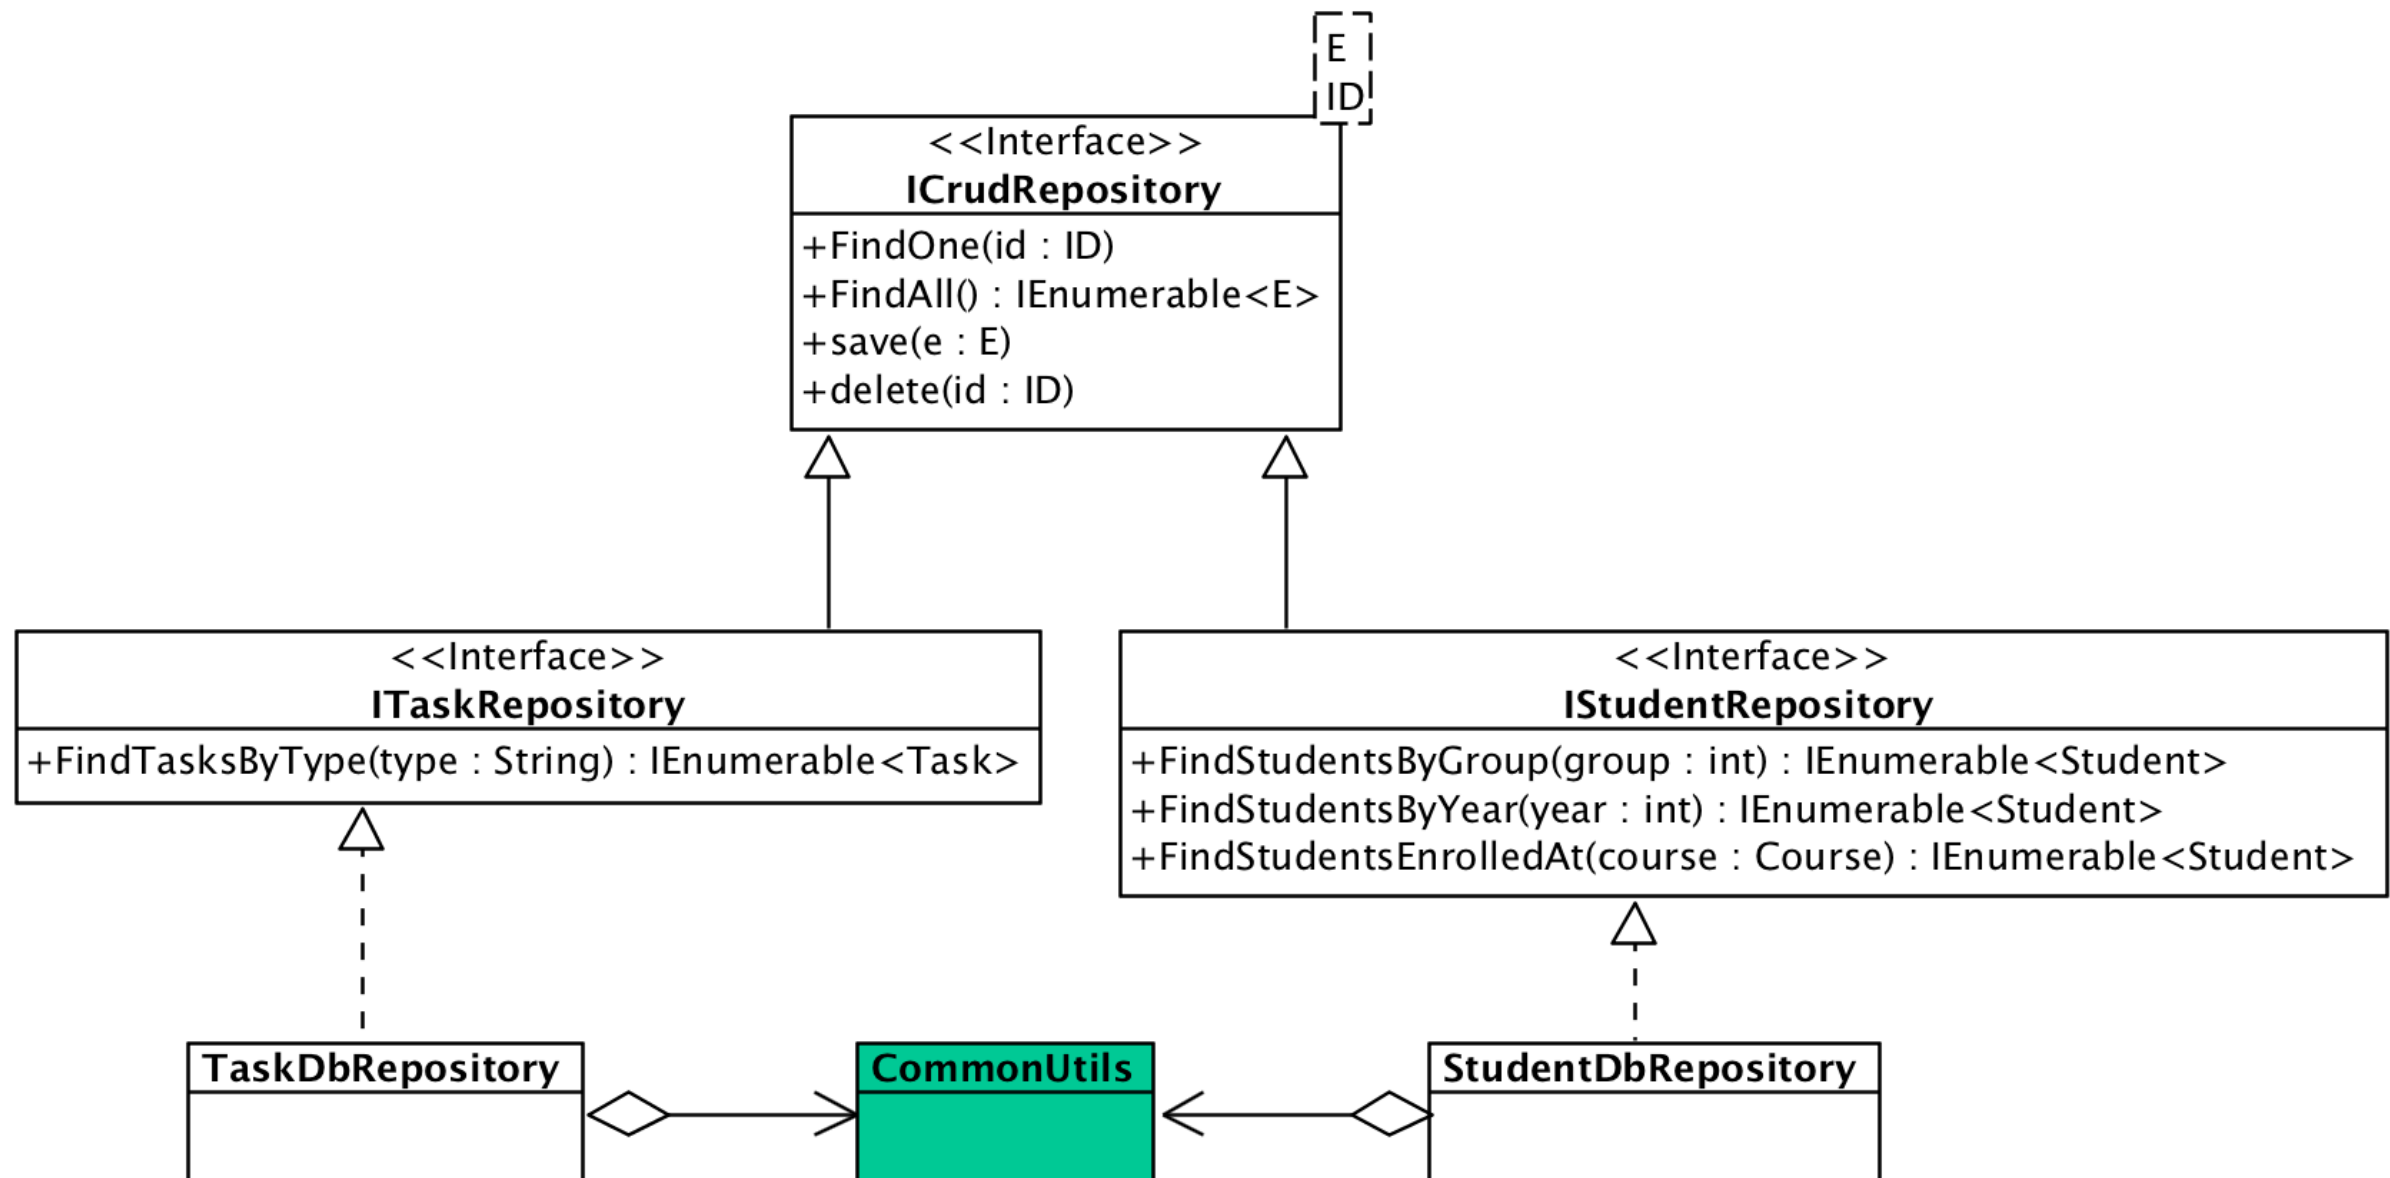 E
ID
<<Interface>>
ICrudRepository
+FindOne(id : ID)
+FindAll() : IEnumerable<E>
+save(e : E)
+delete(id : ID)
<<Interface>>
ITaskRepository
+FindTasksByType(type : String) : IEnumerable<Task>
<<Interface>>
IStudentRepository
+FindStudentsByGroup(group : int) : IEnumerable<Student>
+FindStudentsByYear(year : int) : IEnumerable<Student>
+FindStudentsEnrolledAt(course : Course) : IEnumerable<Student>
TaskDbRepository
CommonUtils
StudentDbRepository